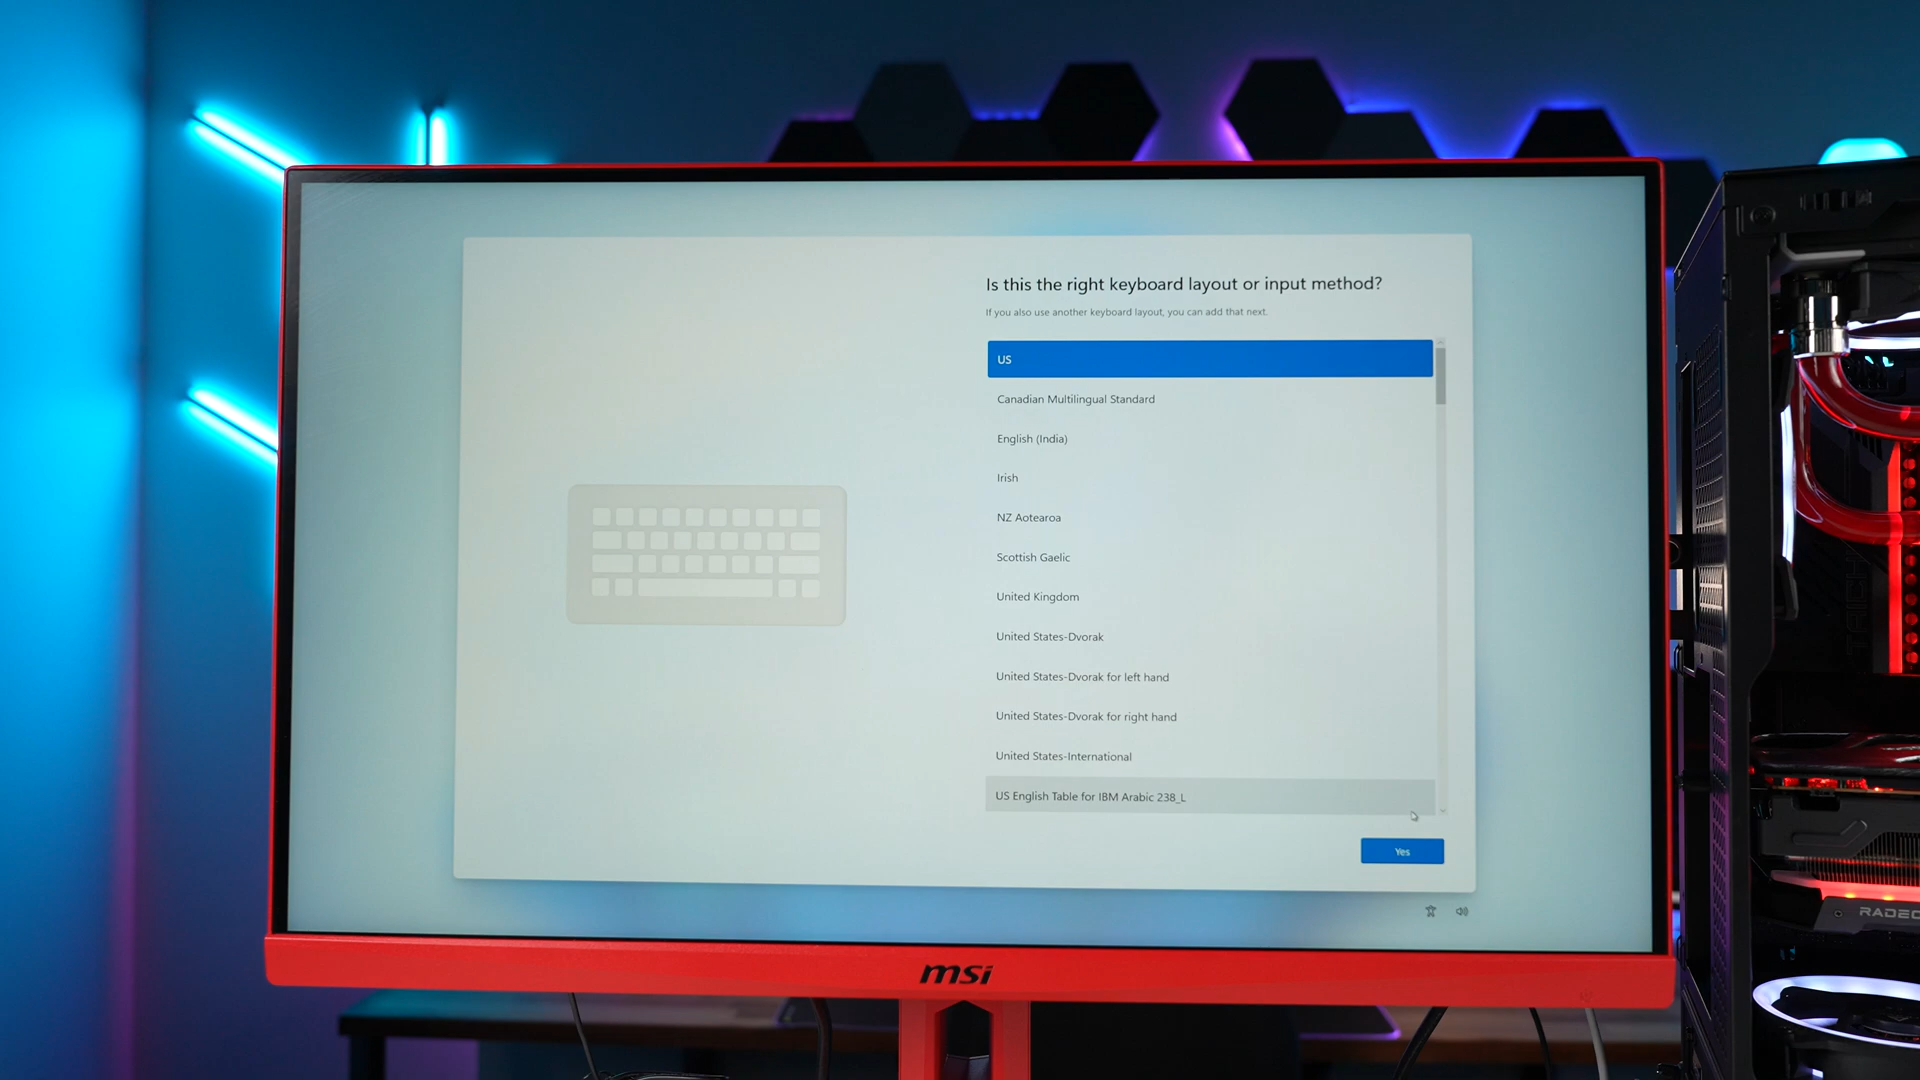 Is this the right keyboard layout or input method?
If you also use another keyboard layout, you can add that next.
US
Canadian Multilingual Standard
English (India)
Irish
NZ Aotearoa
Scottish Gaelic
United Kingdom
United States-Dvorak
United States-Dvorak for left hand
United States-Dvorak for right hand
United States-International
US English Table for IBM Arabic 238_L
Yes
msi
RADEO